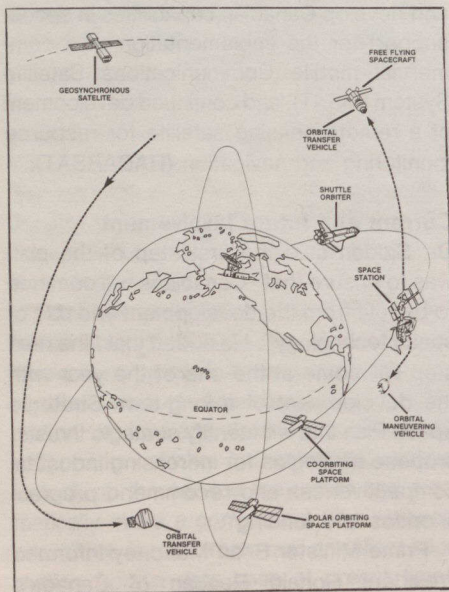 GEOSYNCHRONOUS
SATELITE
FREE FLYING
SPACECRAFT
ORBITAL
TRANSFER
VEHICLE
SHUTTLE
ORBITER
SPACE
STATION
EQUATOR
ORBITAL
MANEUVERING
VEHICLE
CO-ORBITING
SPACE
PLATFORM
POLAR ORBITING
SPACE PLATFORM
ORBITAL
TRANSFER
VEHICLE